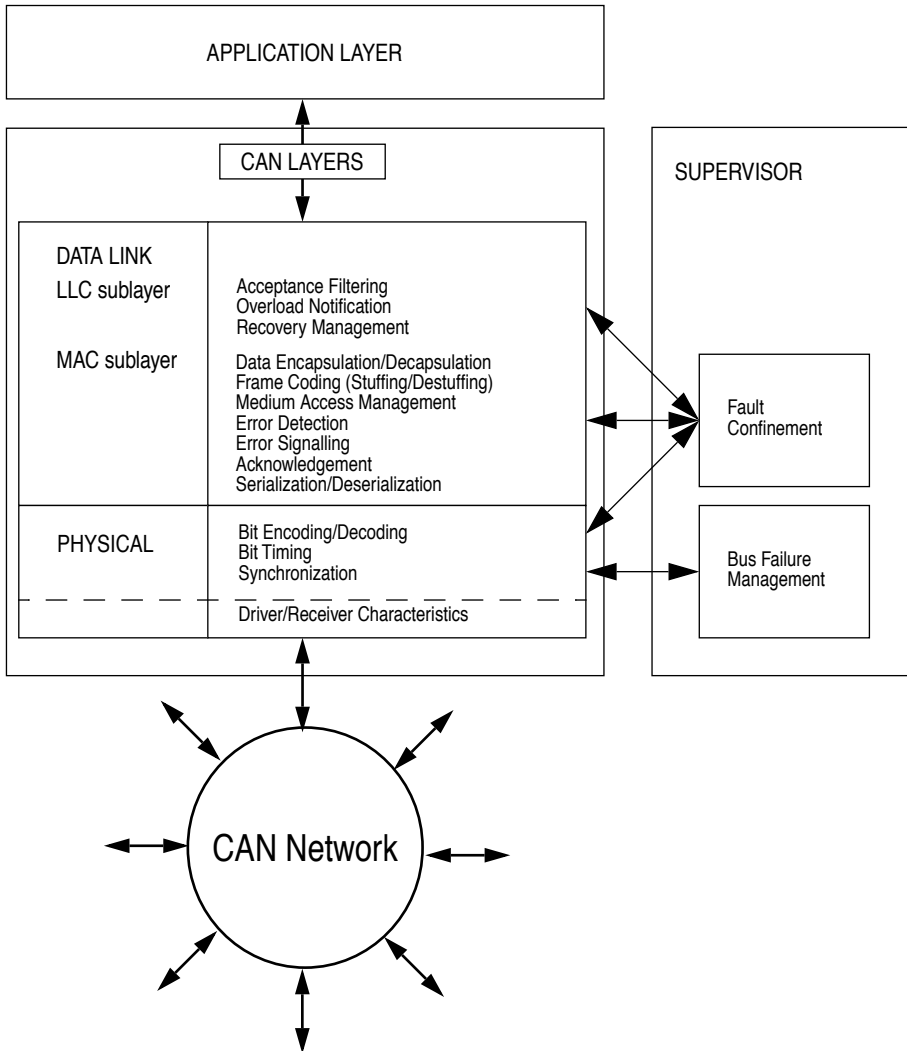 APPLICATION LAYER
CAN LAYERS
SUPERVISOR
DATA LINK
LLC sublayer
Acceptance Filtering
Overload Notification
Recovery Management
MAC sublayer
Data Encapsulation/Decapsulation
Frame Coding (Stuffing/Destuffing)
Medium Access Management
Error Detection
Error Signalling
Acknowledgement
Serialization/Deserialization
Fault
Confinement
PHYSICAL
Bit Encoding/Decoding
Bit Timing
Synchronization
Driver/Receiver Characteristics
Bus Failure
Management
CAN Network